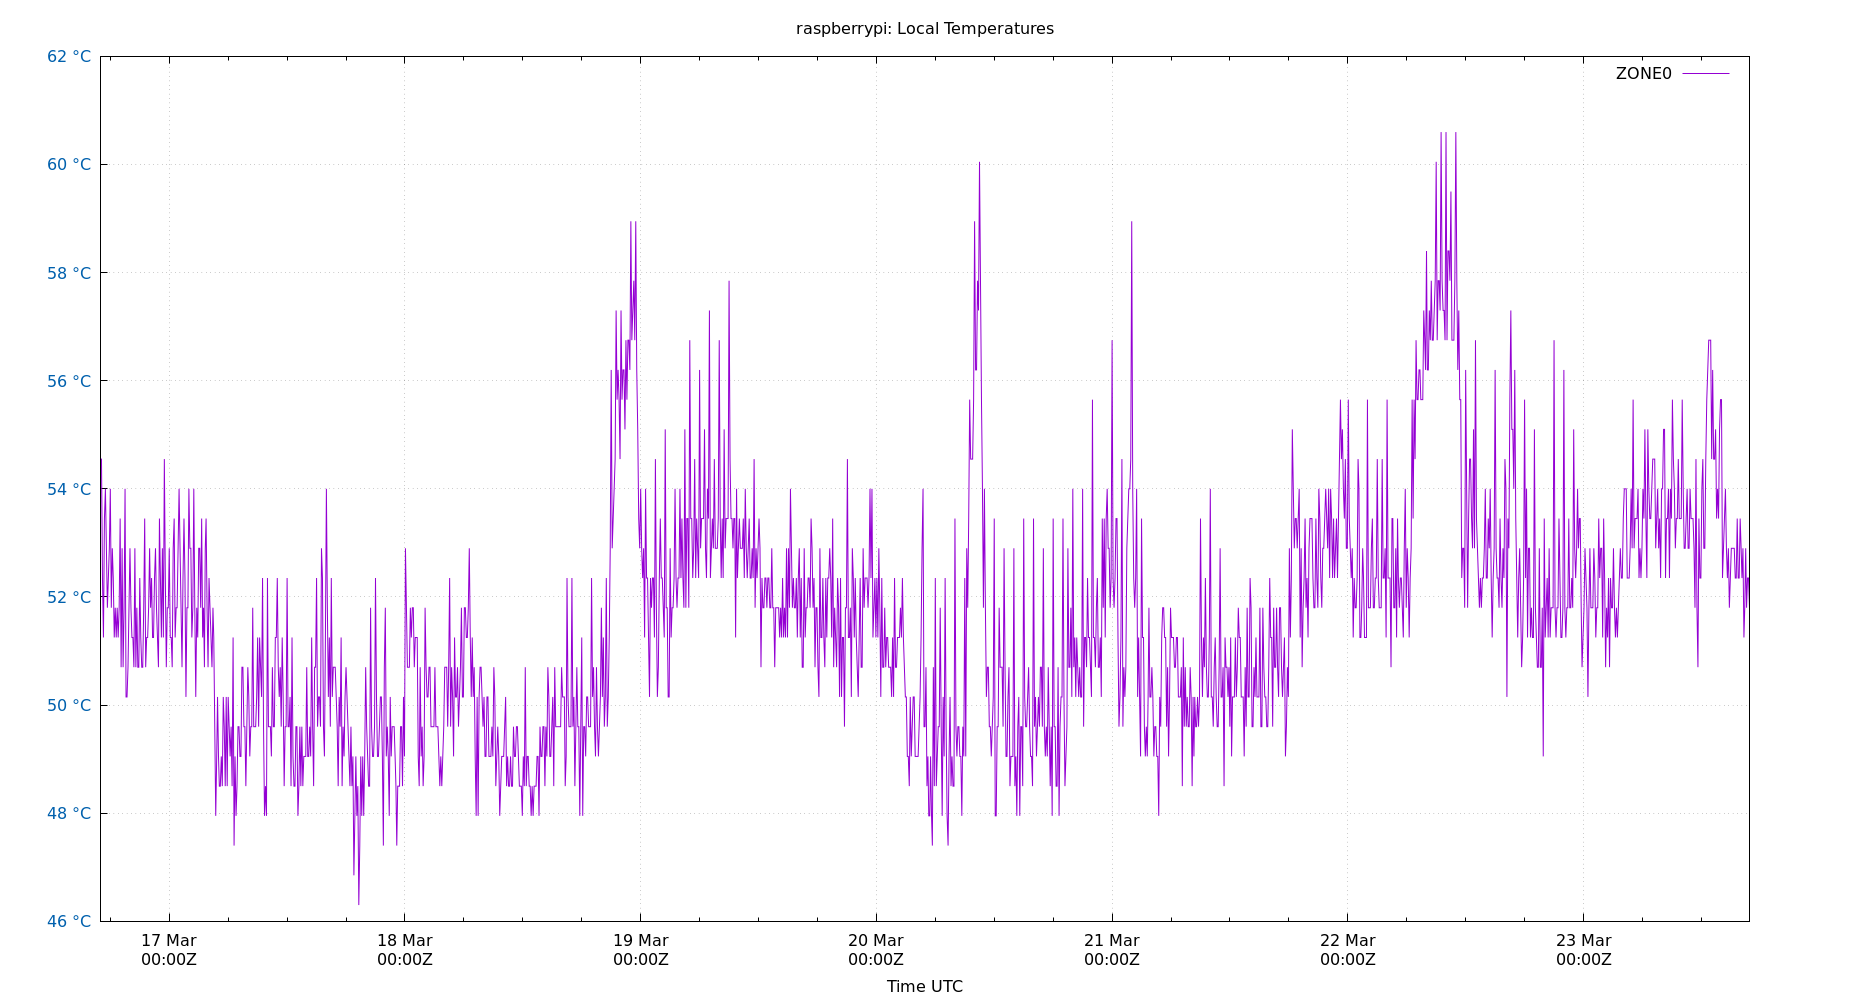 raspberrypi: Local Temperatures
62 °C
ZONE0
60 °C
58 °C
56 °C
54 °C
52 °C
50 °C
48 °C
46 °C
17 Mar 18 Mar 19 Mar 20 Mar 21 Mar 22 Mar 23 Mar
00:00Z 00:00Z 00:00Z 00:00Z 00:00Z 00:00Z 00:00Z
Time UTC